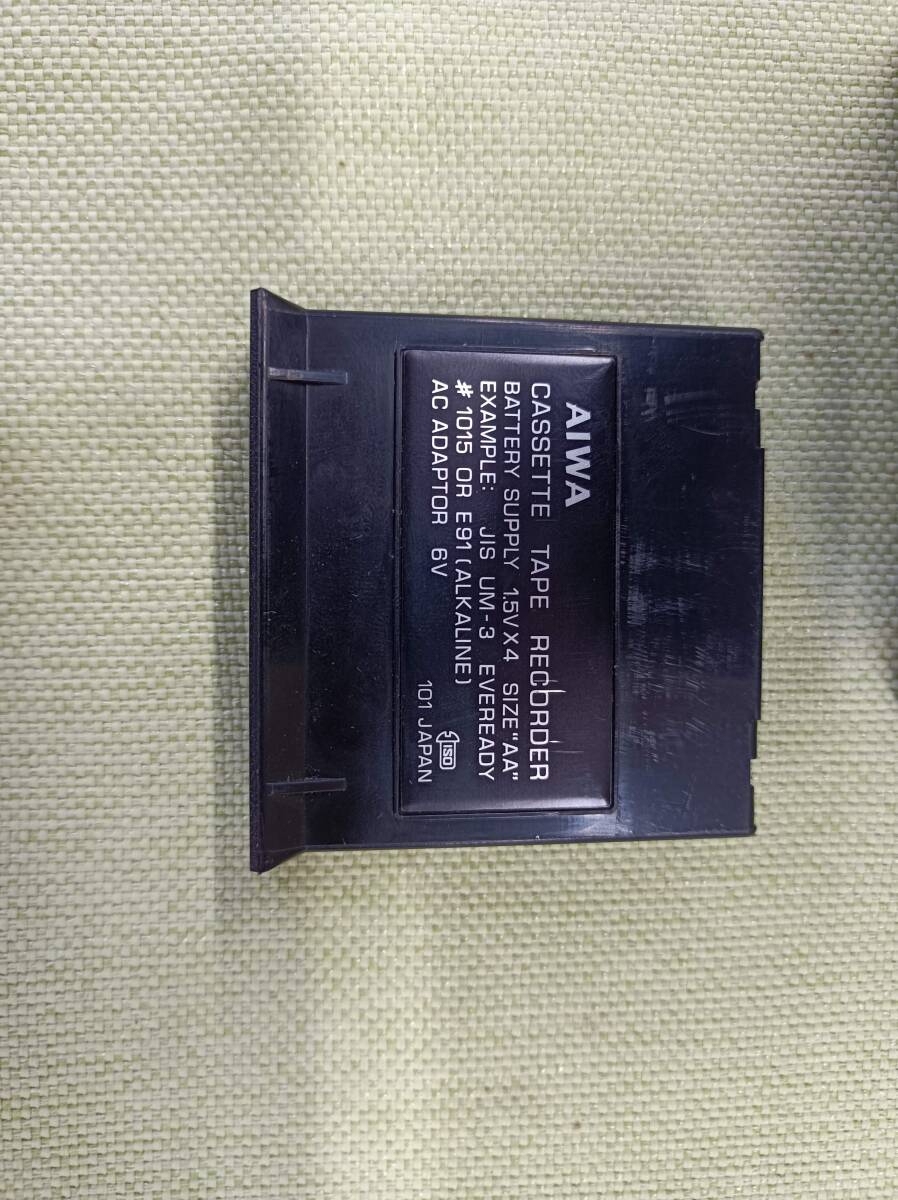 AIWA
CASSETTE TAPE RECORDER
BATTERY SUPPLY 1.5V X 4 SIZE "AA"
EXAMPLE: JIS UM-3 EVEREADY
# 1015 OR E91 (ALKALINE)
AC ADAPTOR 6V
ISO
101 JAPAN